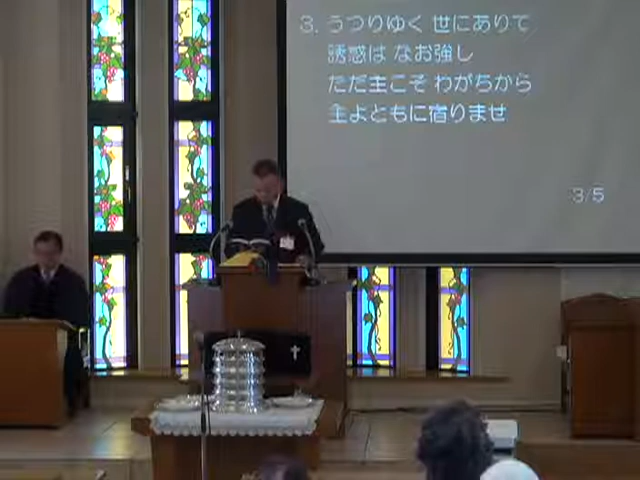 3. うつりゆく 世にありて
誘惑は なお強し
ただ主こそ わがちから
主よともに宿りませ
3/5